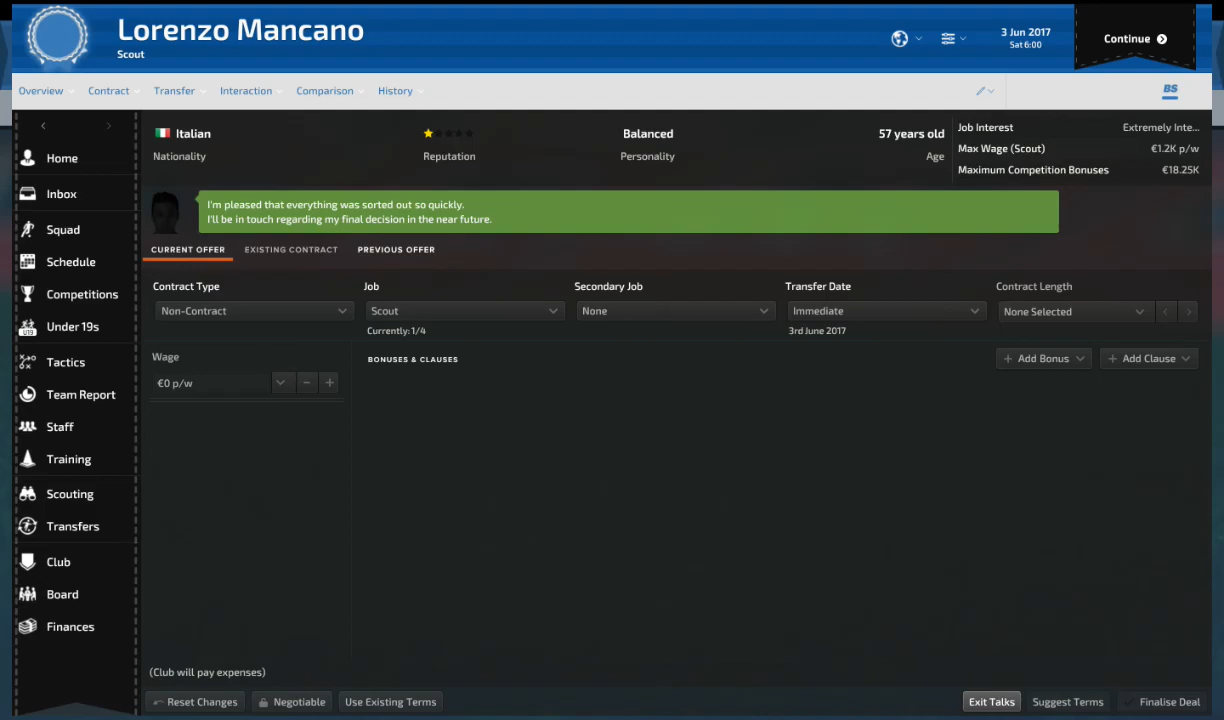 Lorenzo Mancano
Scout
3 Jun 2017
Sat 6:00
Continue
Overview
Contract
Transfer
Interaction
Comparison
History
BS
Home
Inbox
Squad
Schedule
Competitions
U19
Under 19s
Tactics
Team Report
Staff
Training
Scouting
Transfers
Club
Board
Finances
Italian
Nationality
Reputation
Balanced
Personality
57 years old
Age
Job Interest Extremely Inte...
Max Wage (Scout) €1.2K p/w
Maximum Competition Bonuses €18.25K
I'm pleased that everything was sorted out so quickly.
I'll be in touch regarding my final decision in the near future.
CURRENT OFFER EXISTING CONTRACT PREVIOUS OFFER
Contract Type
Non-Contract
Job
Scout
Currently: 1/4
Secondary Job
None
Transfer Date
Immediate
3rd June 2017
Contract Length
None Selected
Wage
€0 p/w
BONUSES & CLAUSES
+ Add Bonus
+ Add Clause
(Club will pay expenses)
Reset Changes
Negotiable
Use Existing Terms
Exit Talks
Suggest Terms
Finalise Deal